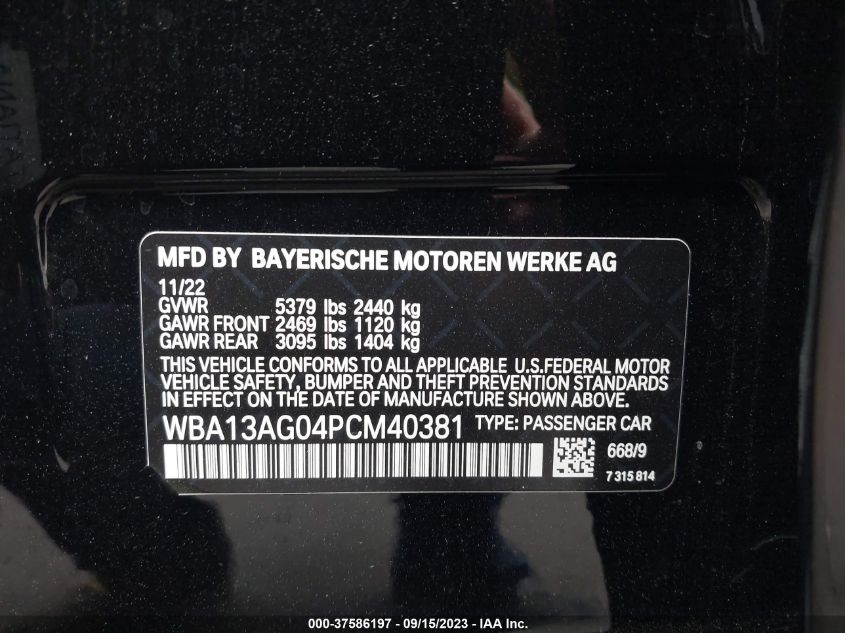 MFD BY BAYERISCHE MOTOREN WERKE AG
11/22
GVWR 5379 lbs 2440 kg
GAWR FRONT 2469 lbs 1120 kg
GAWR REAR 3095 lbs 1404 kg
THIS VEHICLE CONFORMS TO ALL APPLICABLE U.S.FEDERAL MOTOR
VEHICLE SAFETY, BUMPER AND THEFT PREVENTION STANDARDS
IN EFFECT ON THE DATE OF MANUFACTURE SHOWN ABOVE.
WBA13AG04PCM40381 TYPE: PASSENGER CAR
668/9
7 315 814
000-37586197 - 09/15/2023 - IAA Inc.